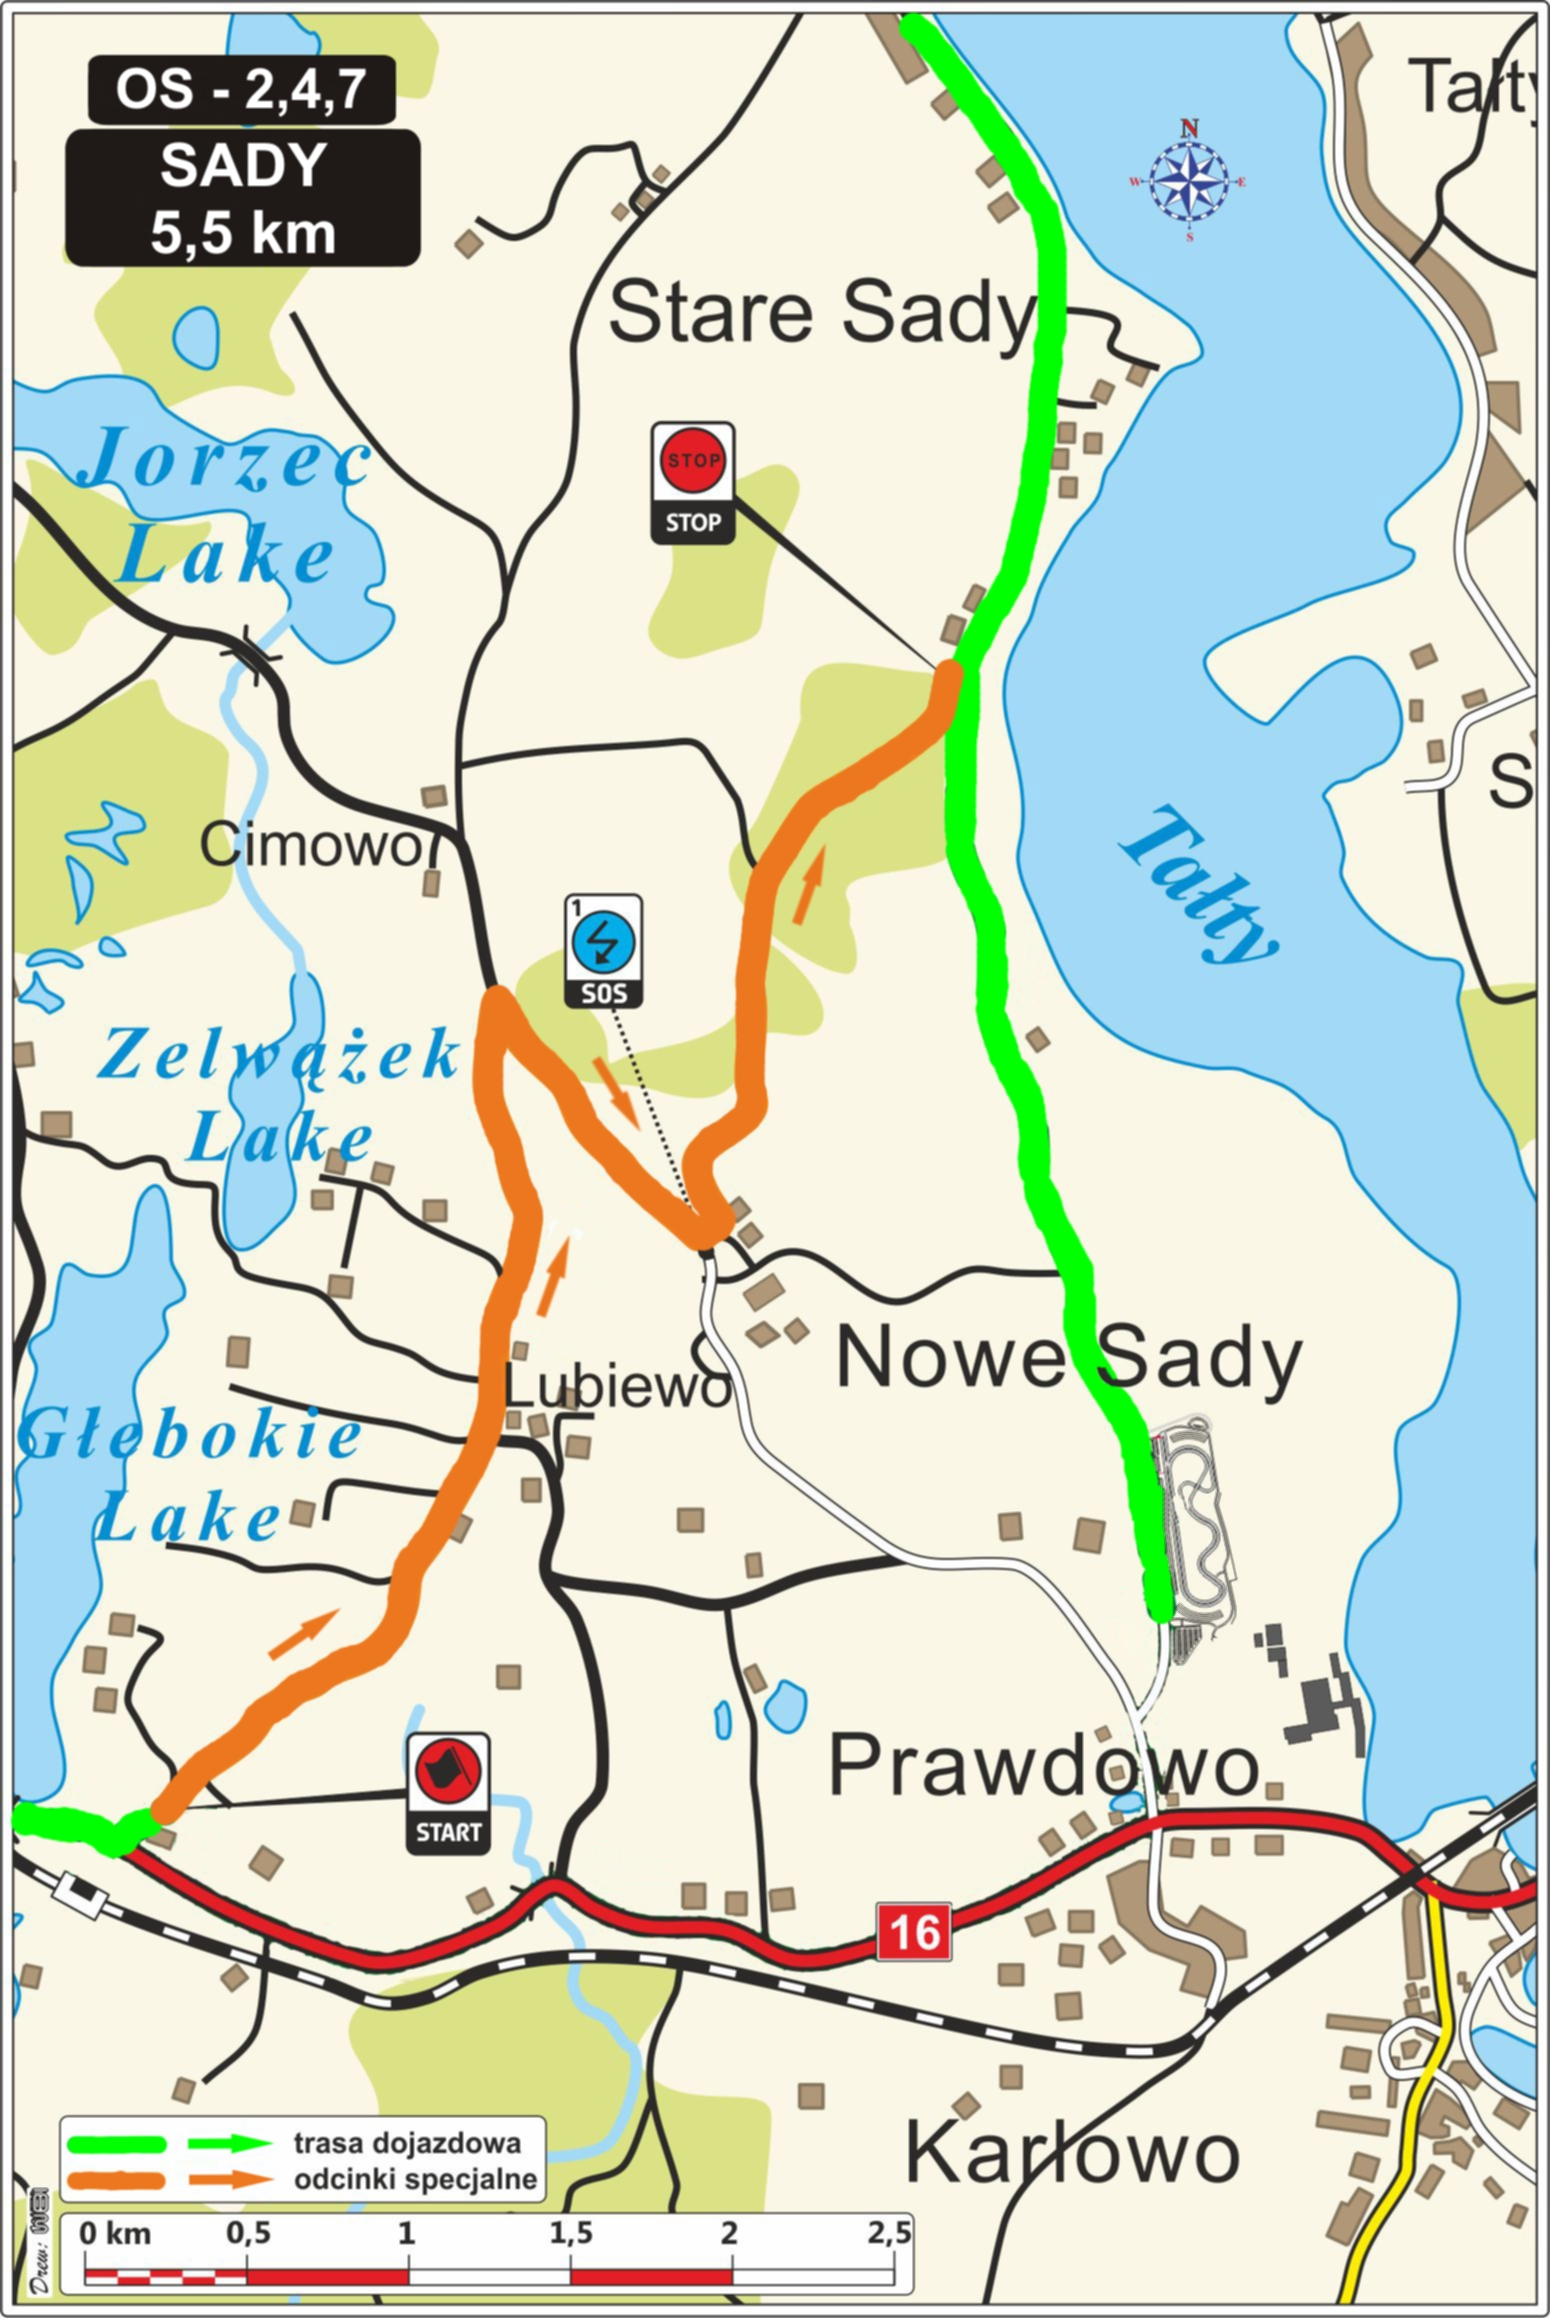 OS - 2,4,7
SADY
5,5 km
N
W
E
S
Stare Sady
STOP
STOP
Jorzec
Lake
Cimowo
Tałty
1
SOS
Zelwążek
Lake
Nowe Sady
Lubiewo
Głebokie
Lake
Prawdowo
START
16
Karłowo
trasa dojazdowa
odcinki specjalne
0 km
0,5
1
1,5
2
2,5
Drew: